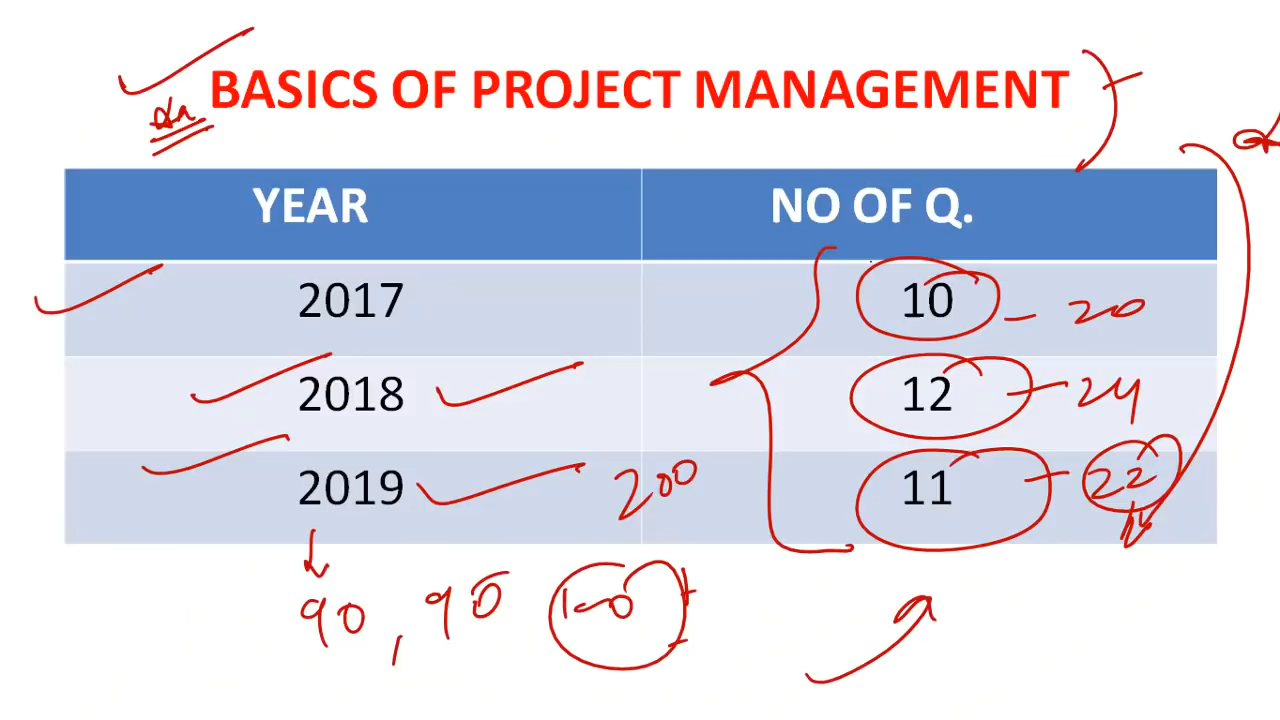 BASICS OF PROJECT MANAGEMENT
YEAR NO OF Q.
2017 10 - 20
2018 12 - 24
2019 200 11 - 22
90, 90 100